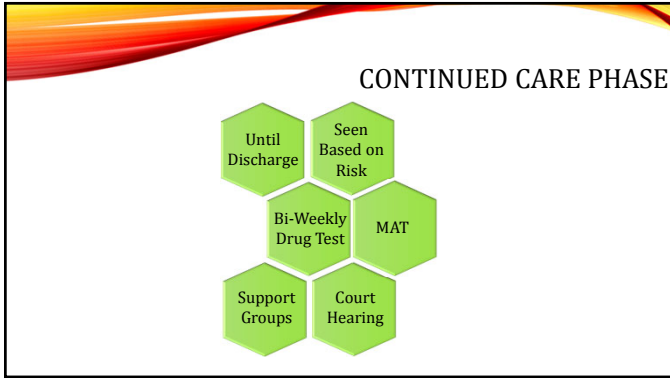 CONTINUED CARE PHASE
Until
Discharge
Seen
Based on
Risk
Bi-Weekly
Drug Test
MAT
Support
Groups
Court
Hearing